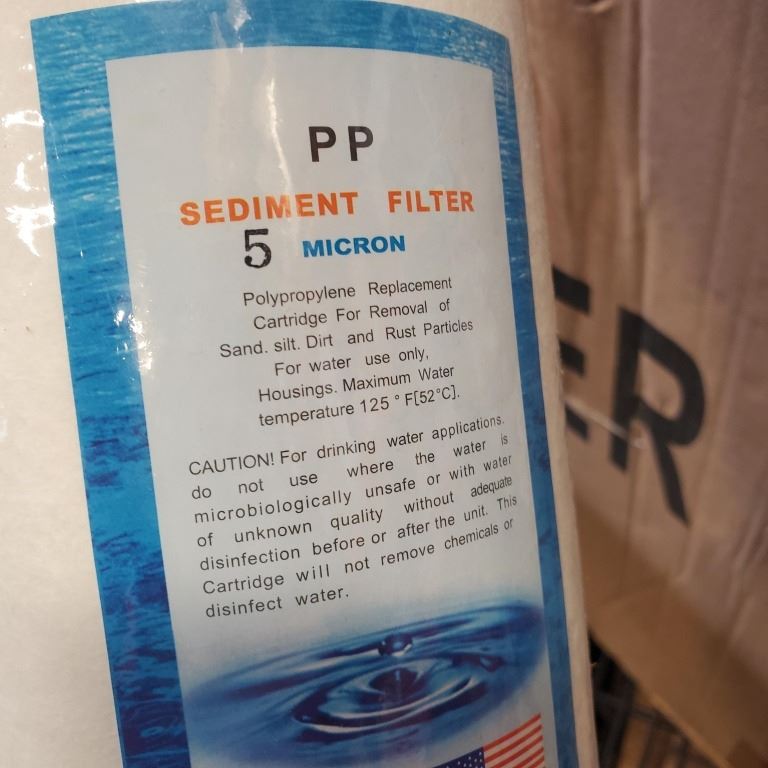 PP
SEDIMENT FILTER
5 MICRON
Polypropylene Replacement
Cartridge For Removal of
Sand. silt. Dirt and Rust Particles
For water use only,
Housings. Maximum Water
temperature 125 ° F[52°C].
CAUTION! For drinking water applications.
do not use where the water is
microbiologically unsafe or with water
of unknown quality without adequate
disinfection before or after the unit. This
Cartridge will not remove chemicals or
disinfect water.
ER